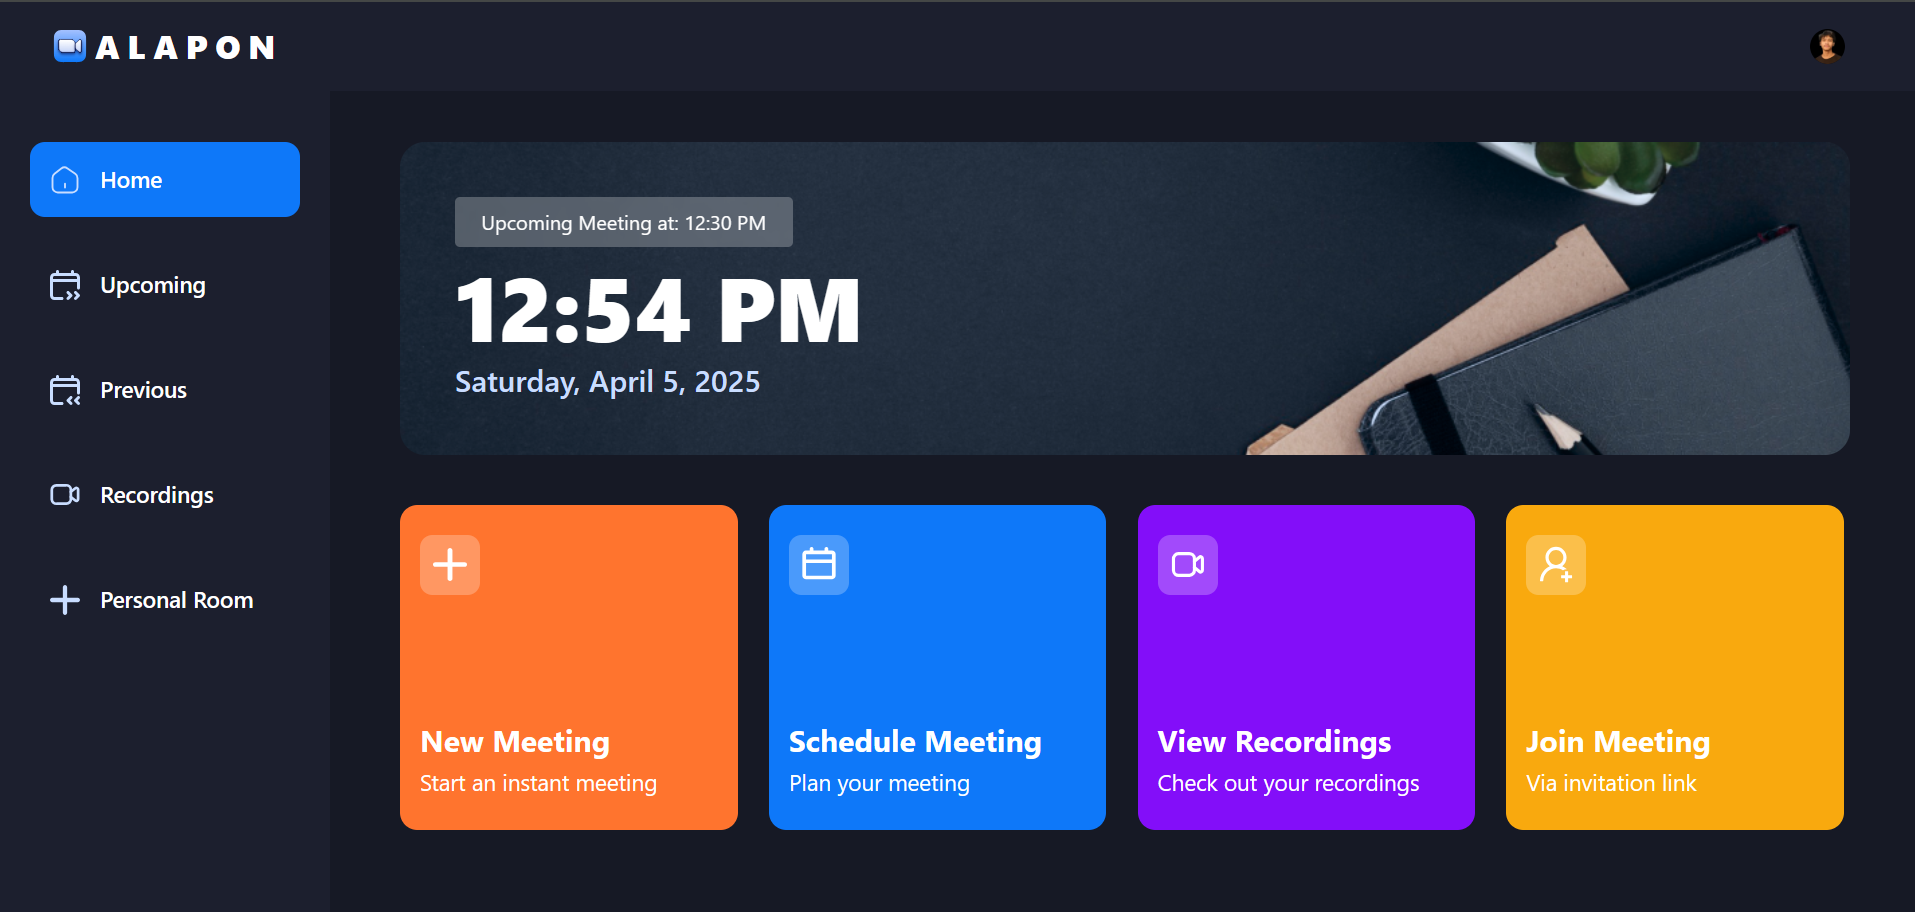 ALAPON
Home
Upcoming
Previous
Recordings
Personal Room
Upcoming Meeting at: 12:30 PM
12:54 PM
Saturday, April 5, 2025
New Meeting
Start an instant meeting
Schedule Meeting
Plan your meeting
View Recordings
Check out your recordings
Join Meeting
Via invitation link